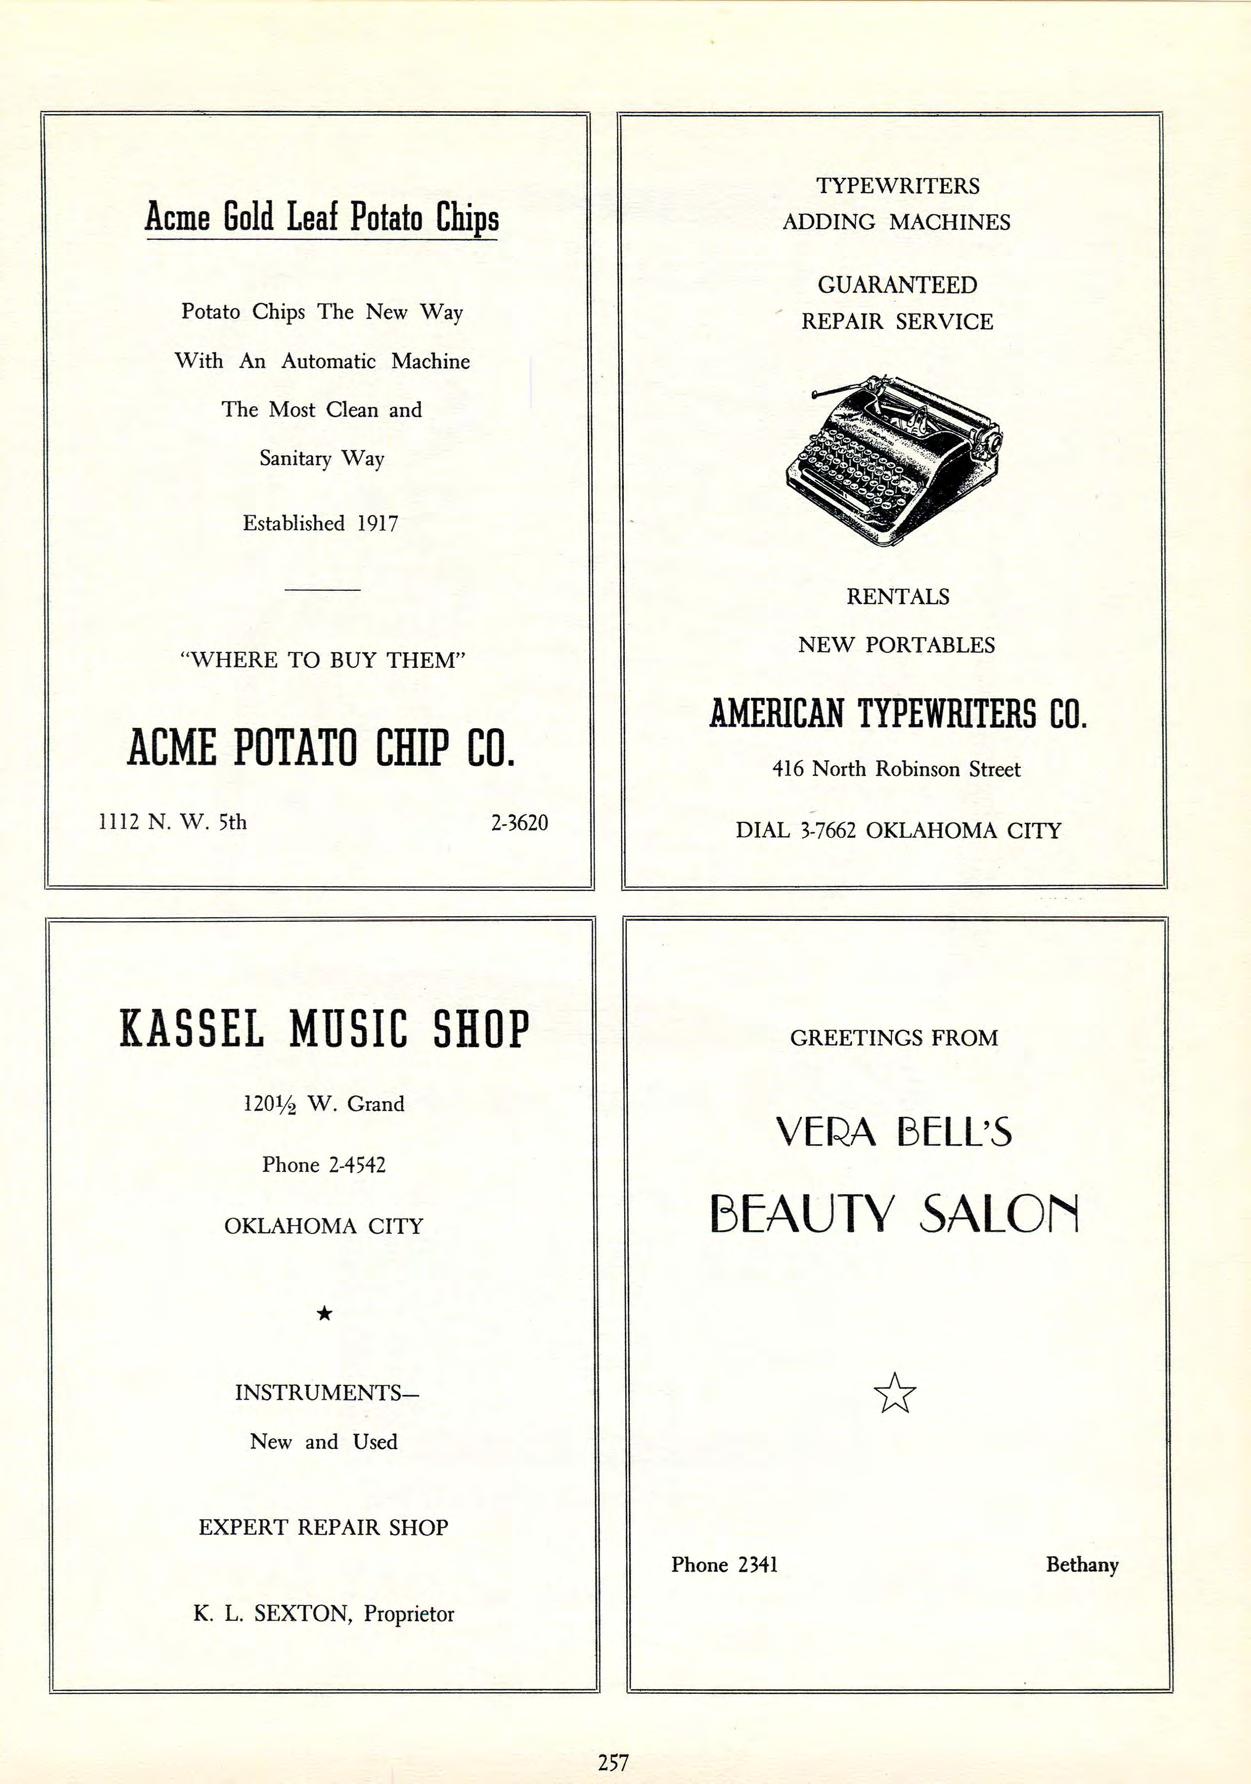 Acme Gold Leaf Potato Chips
Potato Chips The New Way
With An Automatic Machine
The Most Clean and
Sanitary Way
Established 1917
“WHERE TO BUY THEM”
ACME POTATO CHIP CO.
1112 N. W. 5th 2-3620
TYPEWRITERS
ADDING MACHINES
GUARANTEED
REPAIR SERVICE
RENTALS
NEW PORTABLES
AMERICAN TYPEWRITERS CO.
416 North Robinson Street
DIAL 3-7662 OKLAHOMA CITY
KASSEL MUSIC SHOP
120½ W. Grand
Phone 2-4542
OKLAHOMA CITY
★
INSTRUMENTS—
New and Used
EXPERT REPAIR SHOP
K. L. SEXTON, Proprietor
GREETINGS FROM
VERA BELL’S
BEAUTY SALON
☆
Phone 2341 Bethany
257